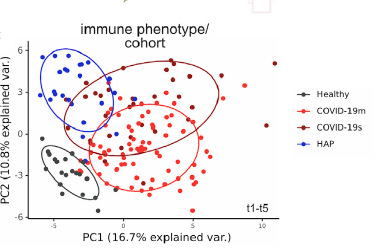 immune phenotype/
cohort
PC2 (10.8% explained var.)
6
3
0
-3
-6
-5
0
5
10
PC1 (16.7% explained var.)
t1-t5
Healthy
COVID-19m
COVID-19s
HAP